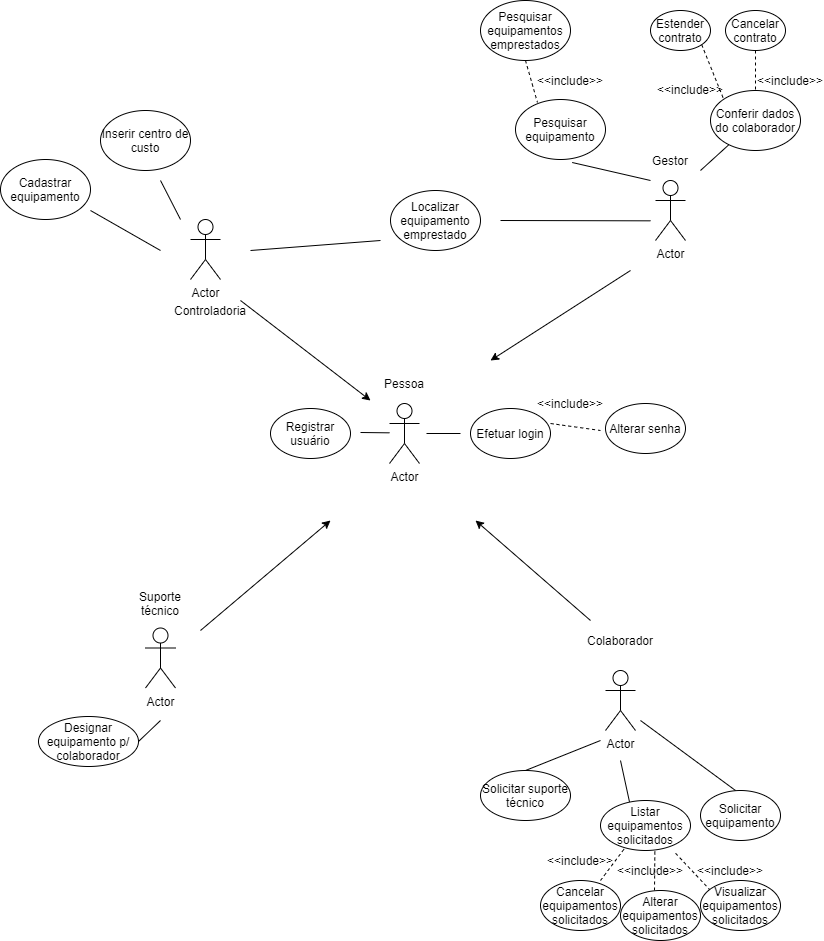 Pesquisar
equipamentos
emprestados
Estender
contrato
Cancelar
contrato
<<include>>
<<include>>
<<include>>
Pesquisar
equipamento
Conferir dados
do colaborador
Inserir centro de
custo
Gestor
Cadastrar
equipamento
Localizar
equipamento
emprestado
Actor
Actor
Controladoria
Pessoa
<<include>>
Registrar
usuário
Efetuar login
Alterar senha
Actor
Suporte
técnico
Colaborador
Actor
Designar
equipamento p/
colaborador
Actor
Solicitar suporte
técnico
Listar
equipamentos
solicitados
Solicitar
equipamento
<<include>>
<<include>>
<<include>>
Cancelar
equipamentos
solicitados
Alterar
equipamentos
solicitados
Visualizar
equipamentos
solicitados